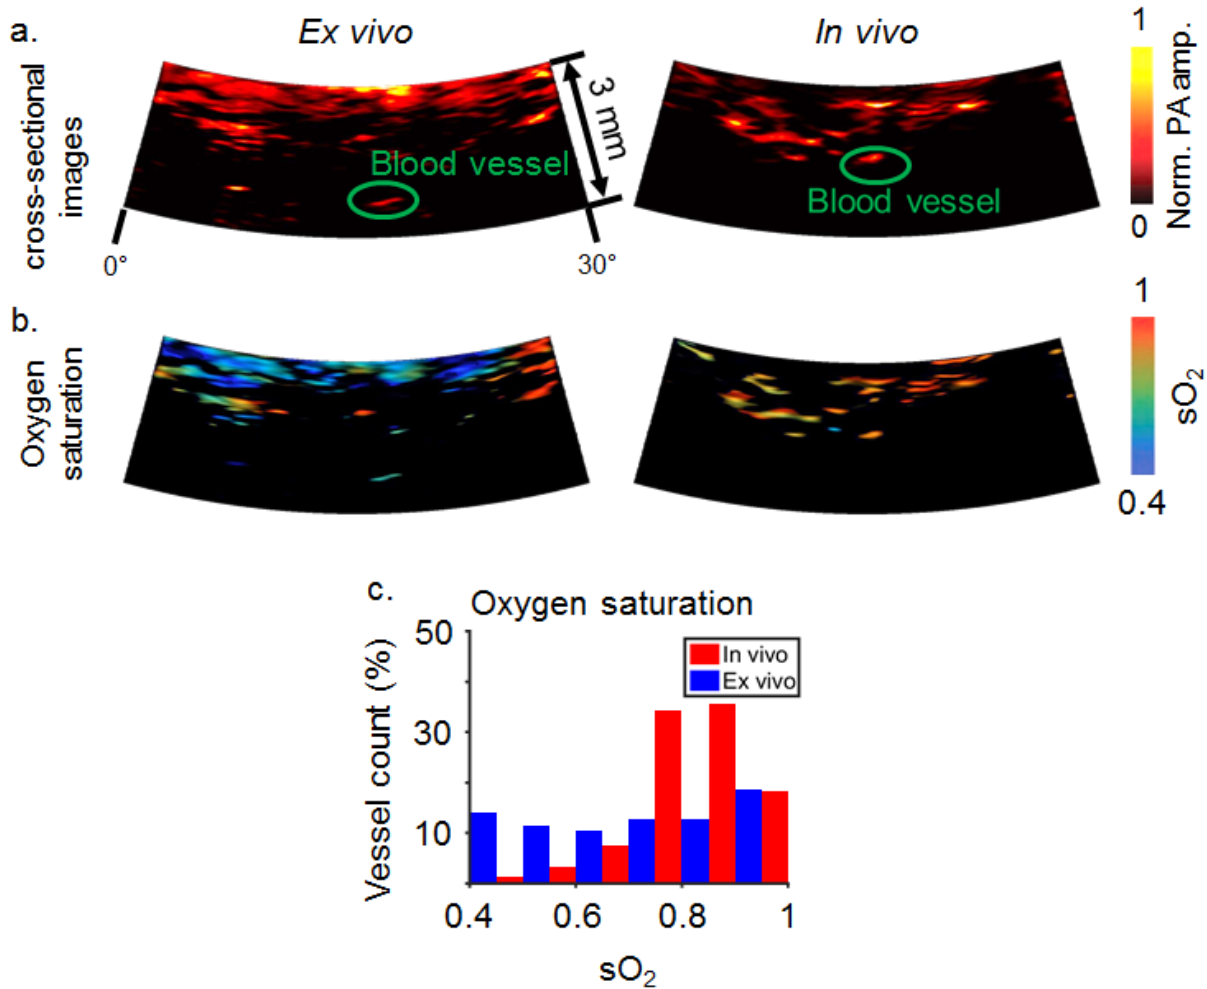 a.
Ex vivo
In vivo
cross-sectional
images
3 mm
Blood vessel
Blood vessel
0°
30°
1
Norm. PA amp.
0
b.
Oxygen
saturation
1
sO₂
0.4
c.
Oxygen saturation
Vessel count (%)
50
30
10
In vivo
Ex vivo
0.4
0.6
0.8
1
sO₂